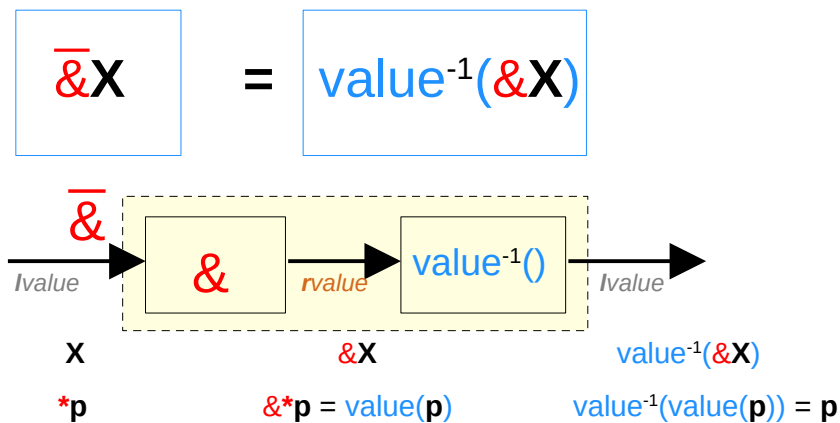 &̅X = value⁻¹(&X)
&̅
& value⁻¹()
lvalue rvalue lvalue
X &X value⁻¹(&X)
*p &*p = value(p) value⁻¹(value(p)) = p